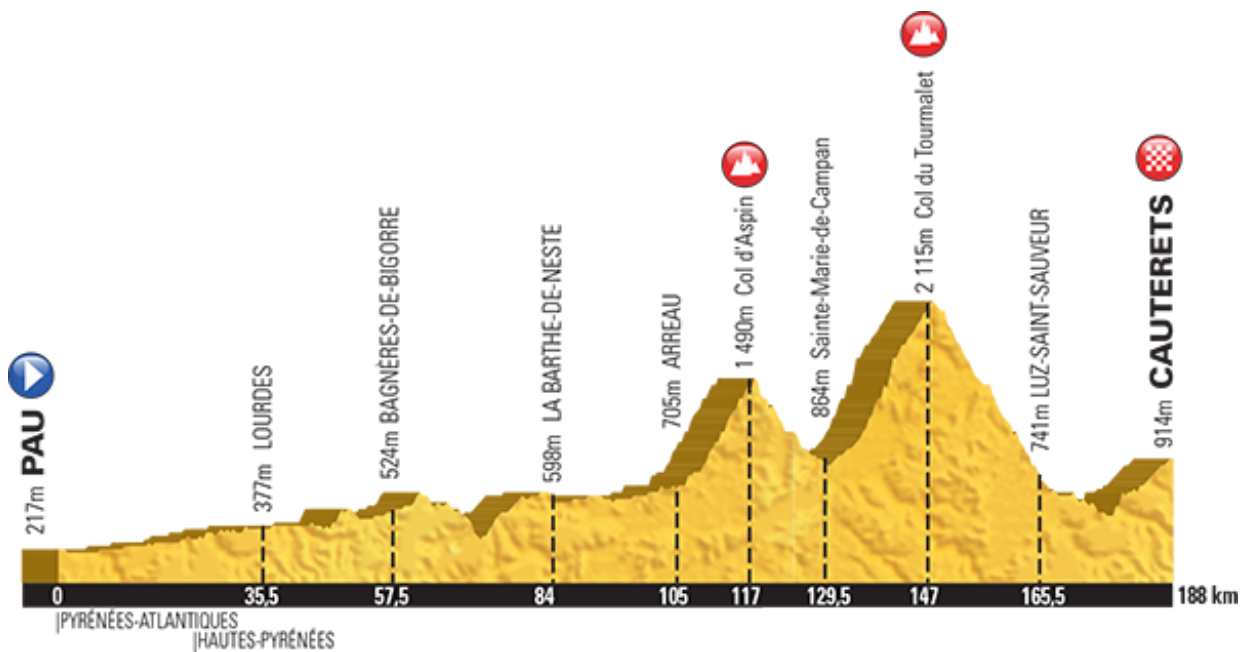 217m PAU
377m LOURDES
524m BAGNÈRES-DE-BIGORRE
598m LA BARTHE-DE-NESTE
705m ARREAU
1 490m Col d'Aspin
864m Sainte-Marie-de-Campan
2 115m Col du Tourmalet
741m LUZ-SAINT-SAUVEUR
914m CAUTERETS
0 35,5 57,5 84 105 117 129,5 147 165,5 188 km
|PYRÉNÉES-ATLANTIQUES
|HAUTES-PYRÉNÉES